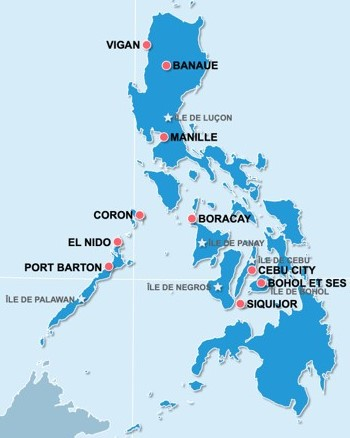 VIGAN
BANAUE
ÎLE DE LUÇON
MANILLE
CORON
BORACAY
EL NIDO
ÎLE DE PANAY
ÎLE DE CEBU
PORT BARTON
CEBU CITY
BOHOL ET SES
ÎLE DE NEGROS
ÎLE DE BOHOL
ÎLE DE PALAWAN
SIQUIJOR